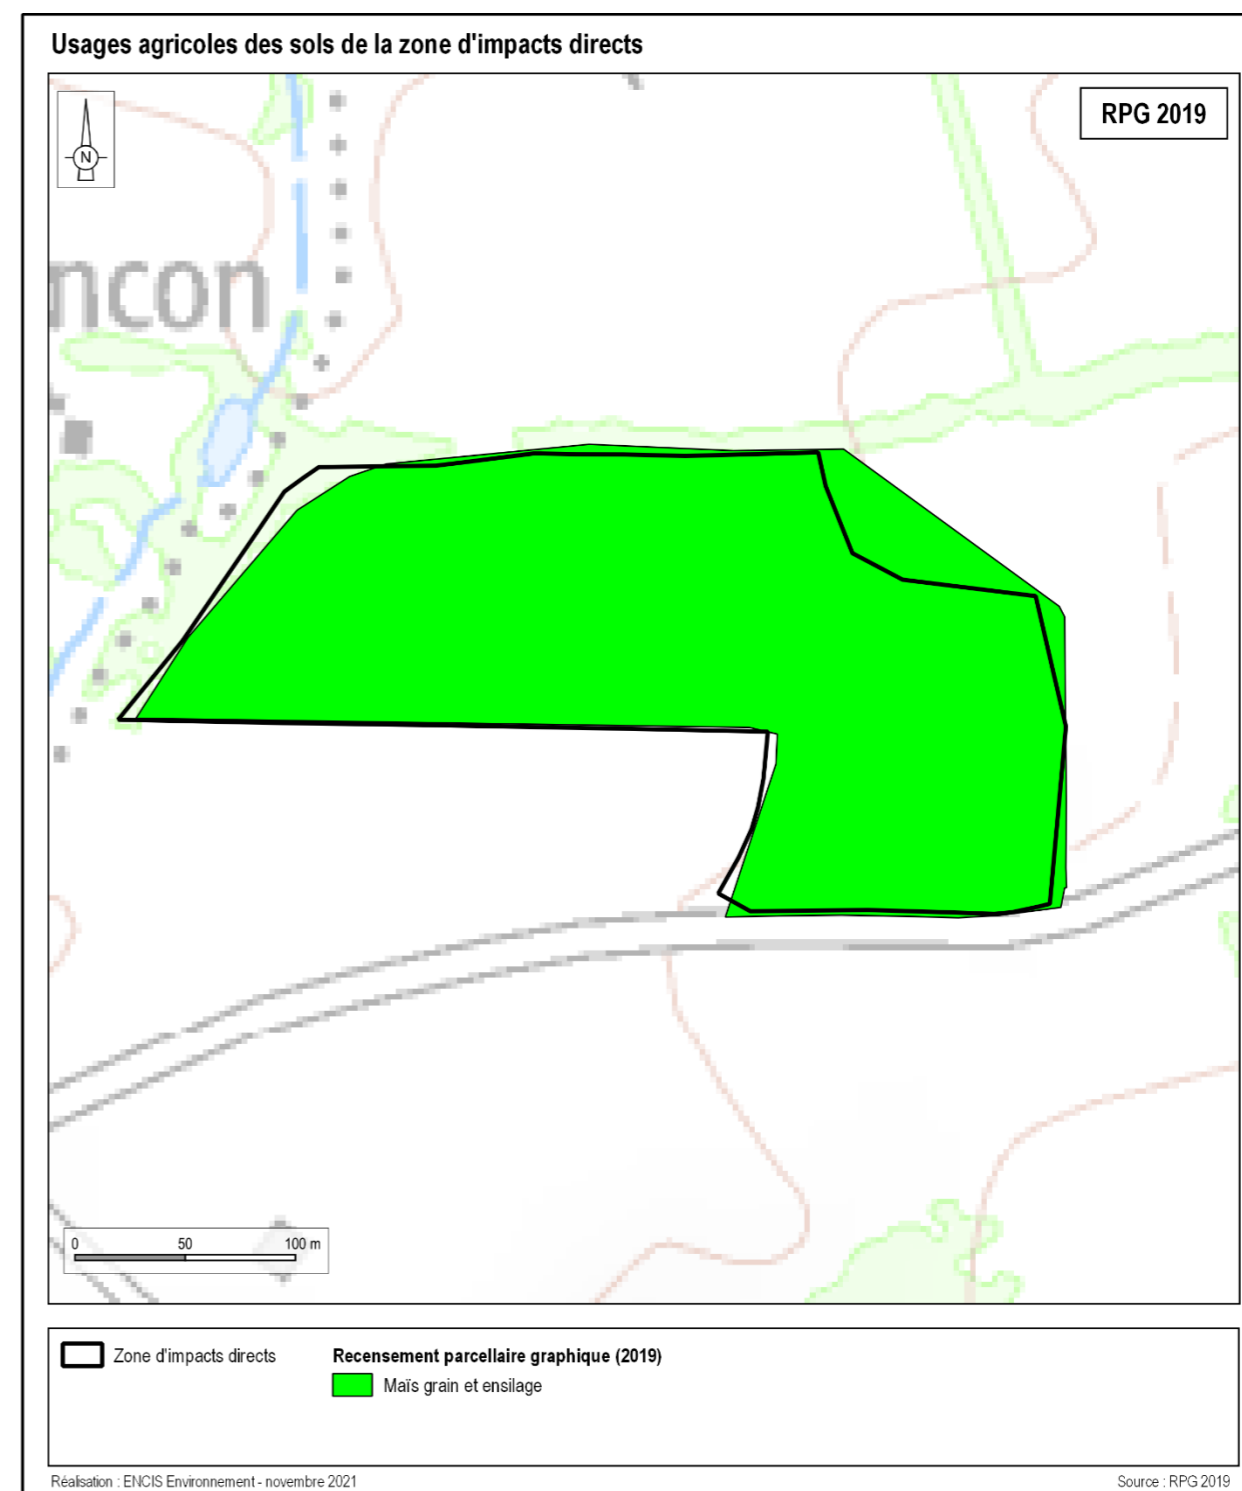 Usages agricoles des sols de la zone d'impacts directs
RPG 2019
N
ncon
0 50 100 m
Zone d'impacts directs
Recensement parcellaire graphique (2019)
Maïs grain et ensilage
Réalisation : ENCIS Environnement - novembre 2021
Source : RPG 2019